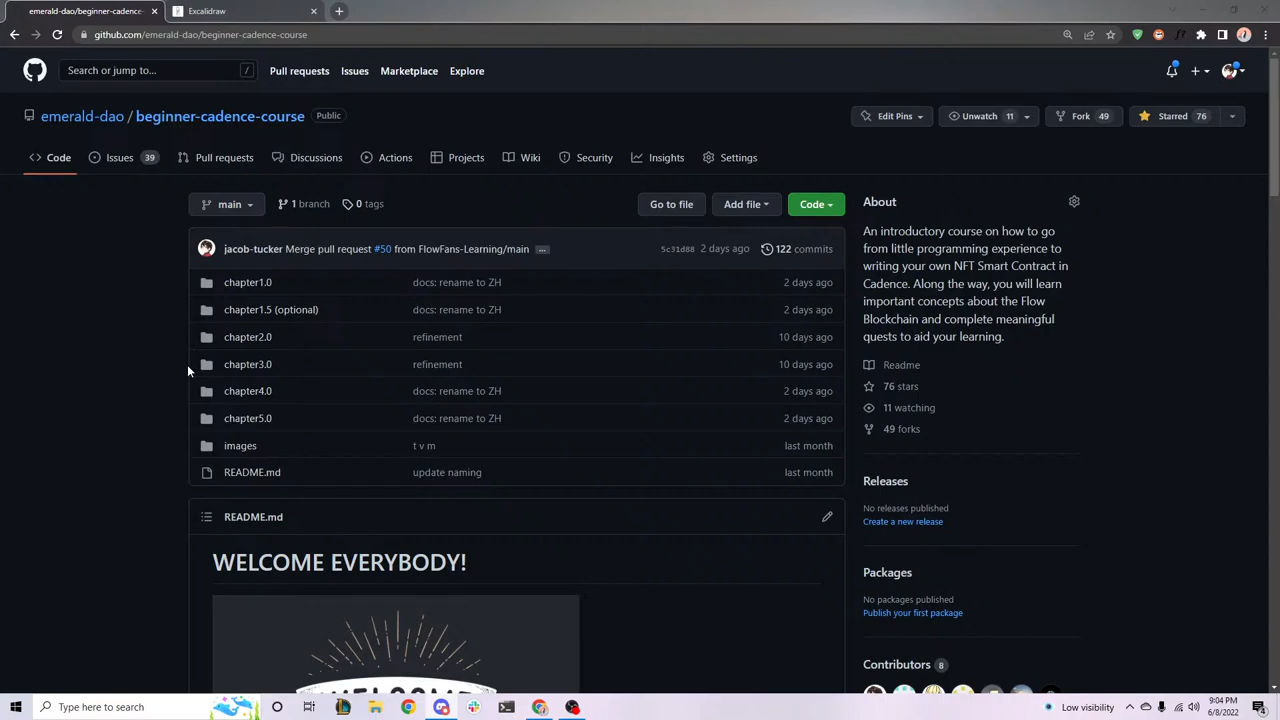 emerald-dao/beginner-cadence-
Excalidraw
github.com/emerald-dao/beginner-cadence-course
Search or jump to...
/
Pull requests
Issues
Marketplace
Explore
emerald-dao / beginner-cadence-course
Public
Edit Pins
Unwatch 11
Fork 49
Starred 76
Code
Issues 39
Pull requests
Discussions
Actions
Projects
Wiki
Security
Insights
Settings
main
1 branch
0 tags
Go to file
Add file
Code
jacob-tucker Merge pull request #50 from FlowFans-Learning/main ...
5c31d88 2 days ago
122 commits
chapter1.0 docs: rename to ZH 2 days ago
chapter1.5 (optional) docs: rename to ZH 2 days ago
chapter2.0 refinement 10 days ago
chapter3.0 refinement 10 days ago
chapter4.0 docs: rename to ZH 2 days ago
chapter5.0 docs: rename to ZH 2 days ago
images t v m last month
README.md update naming last month
README.md
WELCOME EVERYBODY!
WELCOME
About
An introductory course on how to go
from little programming experience to
writing your own NFT Smart Contract in
Cadence. Along the way, you will learn
important concepts about the Flow
Blockchain and complete meaningful
quests to aid your learning.
Readme
76 stars
11 watching
49 forks
Releases
No releases published
Create a new release
Packages
No packages published
Publish your first package
Contributors 8
Type here to search
Low visibility
9:04 PM
6/8/2022
4